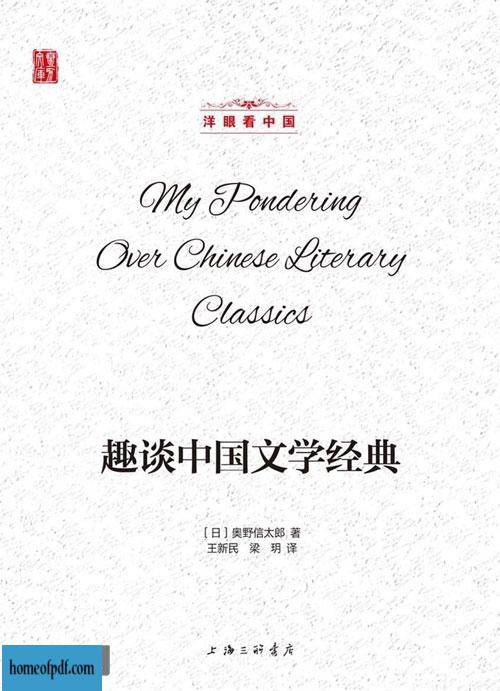 洋眼看中国
My Pondering
Over Chinese Literary
Classics
趣谈中国文学经典
[日] 奥野信太郎 著
王新民 梁 玥 译
上海三联书店
homeofpdf.com